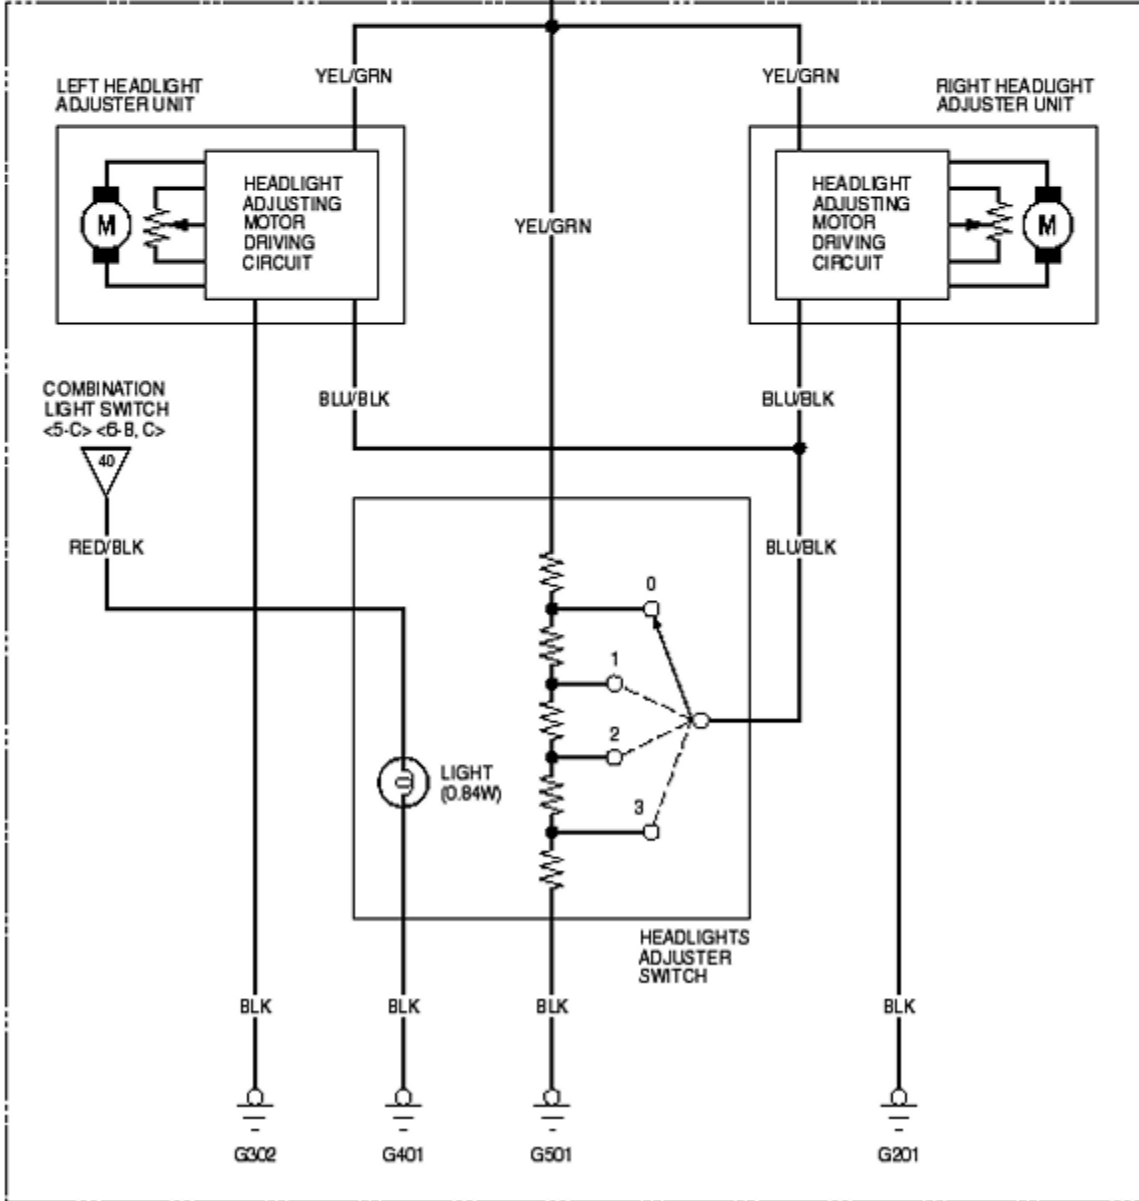 YEL/GRN
YEL/GRN
LEFT HEADLIGHT
ADJUSTER UNIT
RIGHT HEADLIGHT
ADJUSTER UNIT
HEADLIGHT
ADJUSTING
MOTOR
DRIVING
CIRCUIT
M
YEL/GRN
HEADLIGHT
ADJUSTING
MOTOR
DRIVING
CIRCUIT
M
COMBINATION
LIGHT SWITCH
<5-C> <6-B, C>
40
BLU/BLK
BLU/BLK
RED/BLK
BLU/BLK
0
1
2
3
LIGHT
(0.84W)
HEADLIGHTS
ADJUSTER
SWITCH
BLK
BLK
BLK
BLK
G302
G401
G501
G201